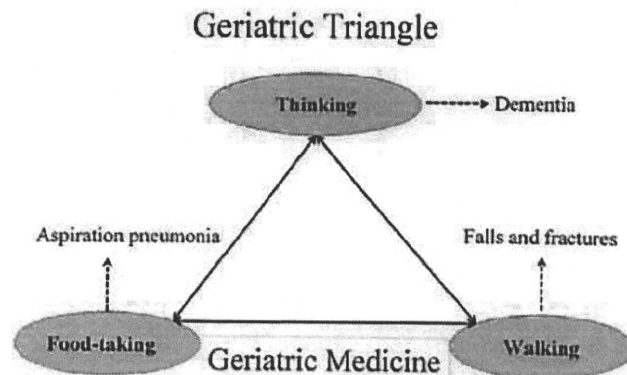 Geriatric Triangle
Thinking
Dementia
Aspiration pneumonia
Falls and fractures
Food-taking
Walking
Geriatric Medicine